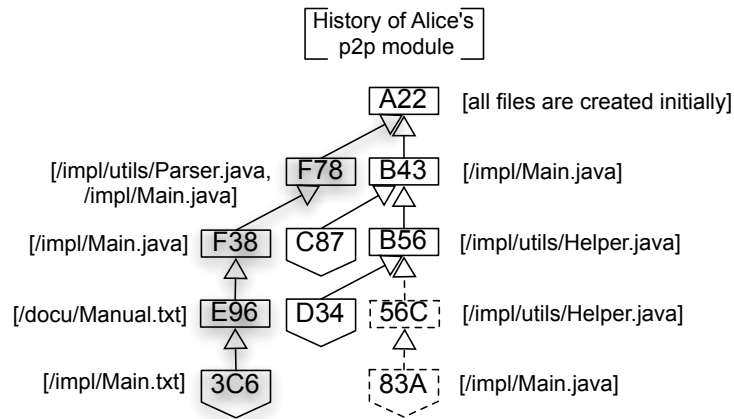 History of Alice's
p2p module
A22 [all files are created initially]
[/impl/utils/Parser.java,
/impl/Main.java] F78 B43 [/impl/Main.java]
[/impl/Main.java] F38 C87 B56 [/impl/utils/Helper.java]
[/docu/Manual.txt] E96 D34 56C [/impl/utils/Helper.java]
[/impl/Main.txt] 3C6 83A [/impl/Main.java]